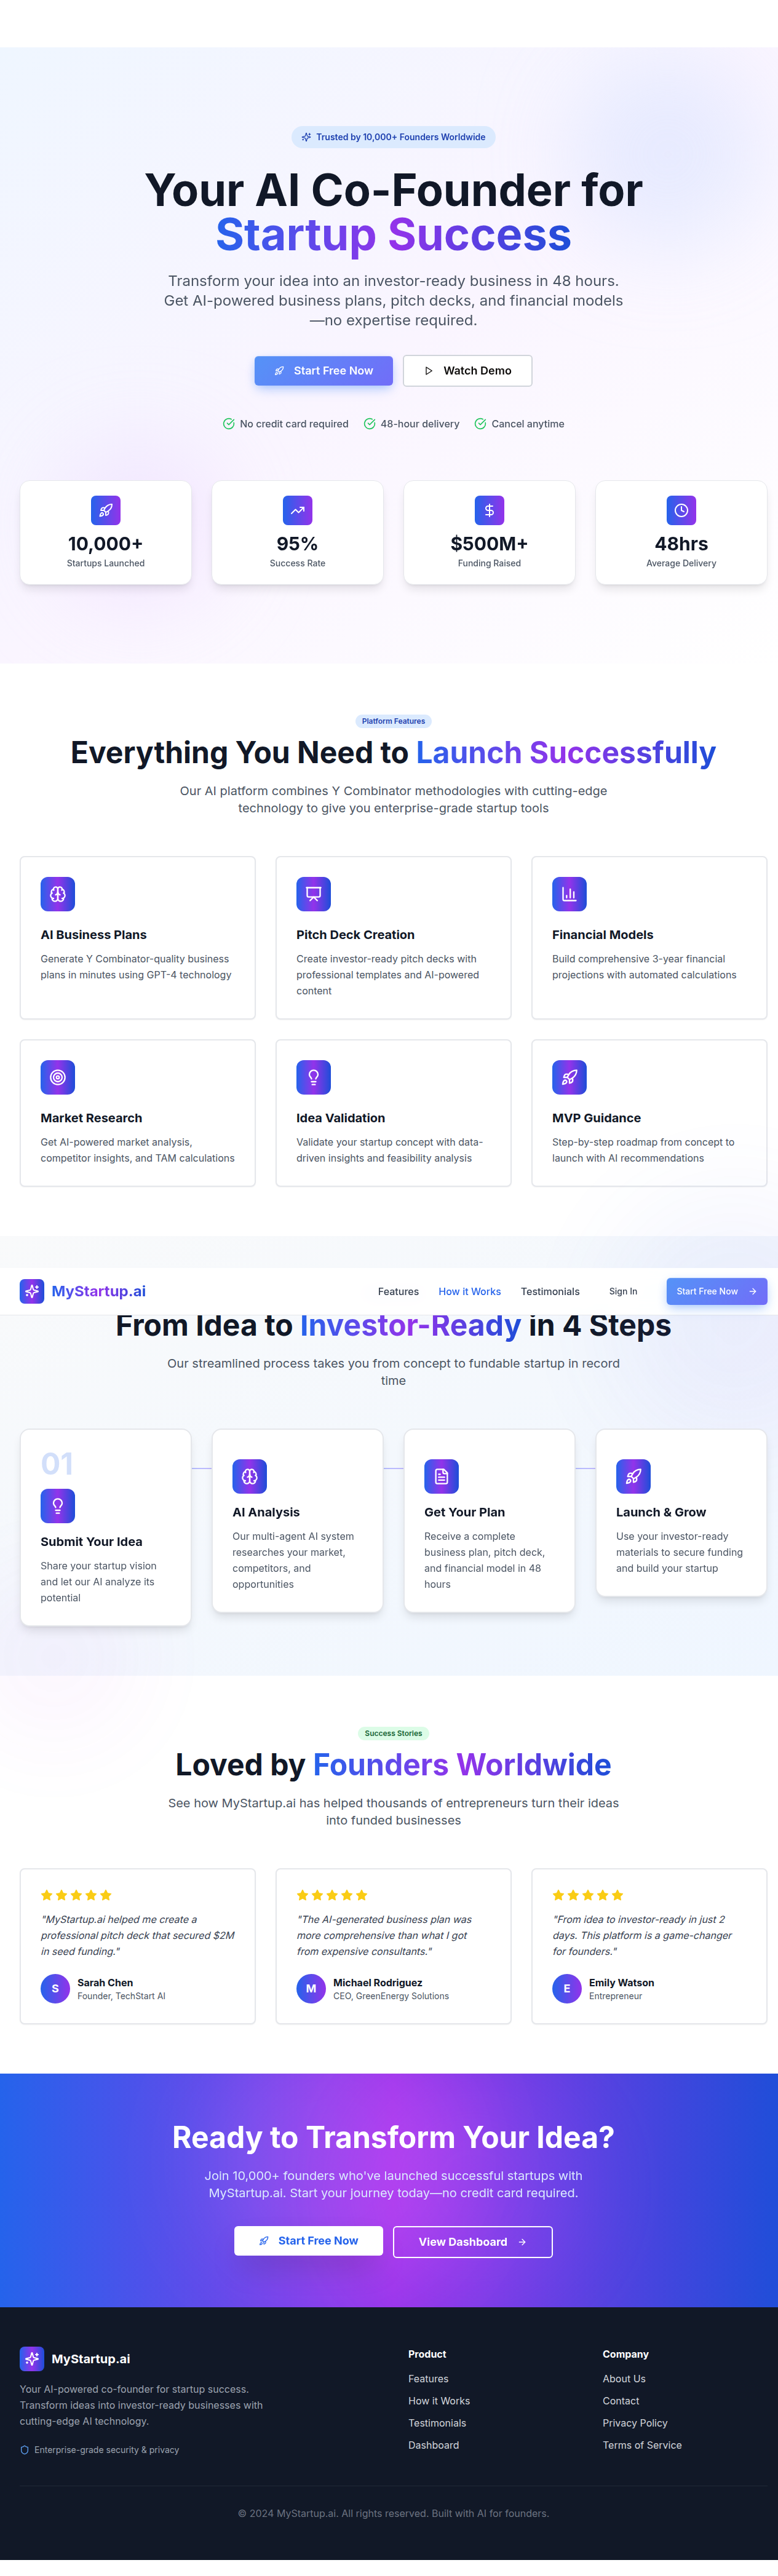 Trusted by 10,000+ Founders Worldwide
Your AI Co-Founder for
Startup Success
Transform your idea into an investor-ready business in 48 hours.
Get AI-powered business plans, pitch decks, and financial models
—no expertise required.
Start Free Now
Watch Demo
No credit card required
48-hour delivery
Cancel anytime
10,000+
Startups Launched
95%
Success Rate
$500M+
Funding Raised
48hrs
Average Delivery
Platform Features
Everything You Need to Launch Successfully
Our AI platform combines Y Combinator methodologies with cutting-edge
technology to give you enterprise-grade startup tools
AI Business Plans
Generate Y Combinator-quality business
plans in minutes using GPT-4 technology
Pitch Deck Creation
Create investor-ready pitch decks with
professional templates and AI-powered
content
Financial Models
Build comprehensive 3-year financial
projections with automated calculations
Market Research
Get AI-powered market analysis,
competitor insights, and TAM calculations
Idea Validation
Validate your startup concept with data-
driven insights and feasibility analysis
MVP Guidance
Step-by-step roadmap from concept to
launch with AI recommendations
MyStartup.ai
Features
How it Works
Testimonials
Sign In
Start Free Now
From Idea to Investor-Ready in 4 Steps
Our streamlined process takes you from concept to fundable startup in record
time
01
Submit Your Idea
Share your startup vision
and let our AI analyze its
potential
AI Analysis
Our multi-agent AI system
researches your market,
competitors, and
opportunities
Get Your Plan
Receive a complete
business plan, pitch deck,
and financial model in 48
hours
Launch & Grow
Use your investor-ready
materials to secure funding
and build your startup
Success Stories
Loved by Founders Worldwide
See how MyStartup.ai has helped thousands of entrepreneurs turn their ideas
into funded businesses
"MyStartup.ai helped me create a
professional pitch deck that secured $2M
in seed funding."
S
Sarah Chen
Founder, TechStart AI
"The AI-generated business plan was
more comprehensive than what I got
from expensive consultants."
M
Michael Rodriguez
CEO, GreenEnergy Solutions
"From idea to investor-ready in just 2
days. This platform is a game-changer
for founders."
E
Emily Watson
Entrepreneur
Ready to Transform Your Idea?
Join 10,000+ founders who've launched successful startups with
MyStartup.ai. Start your journey today—no credit card required.
Start Free Now
View Dashboard
MyStartup.ai
Your AI-powered co-founder for startup success.
Transform ideas into investor-ready businesses with
cutting-edge AI technology.
Enterprise-grade security & privacy
Product
Features
How it Works
Testimonials
Dashboard
Company
About Us
Contact
Privacy Policy
Terms of Service
© 2024 MyStartup.ai. All rights reserved. Built with AI for founders.